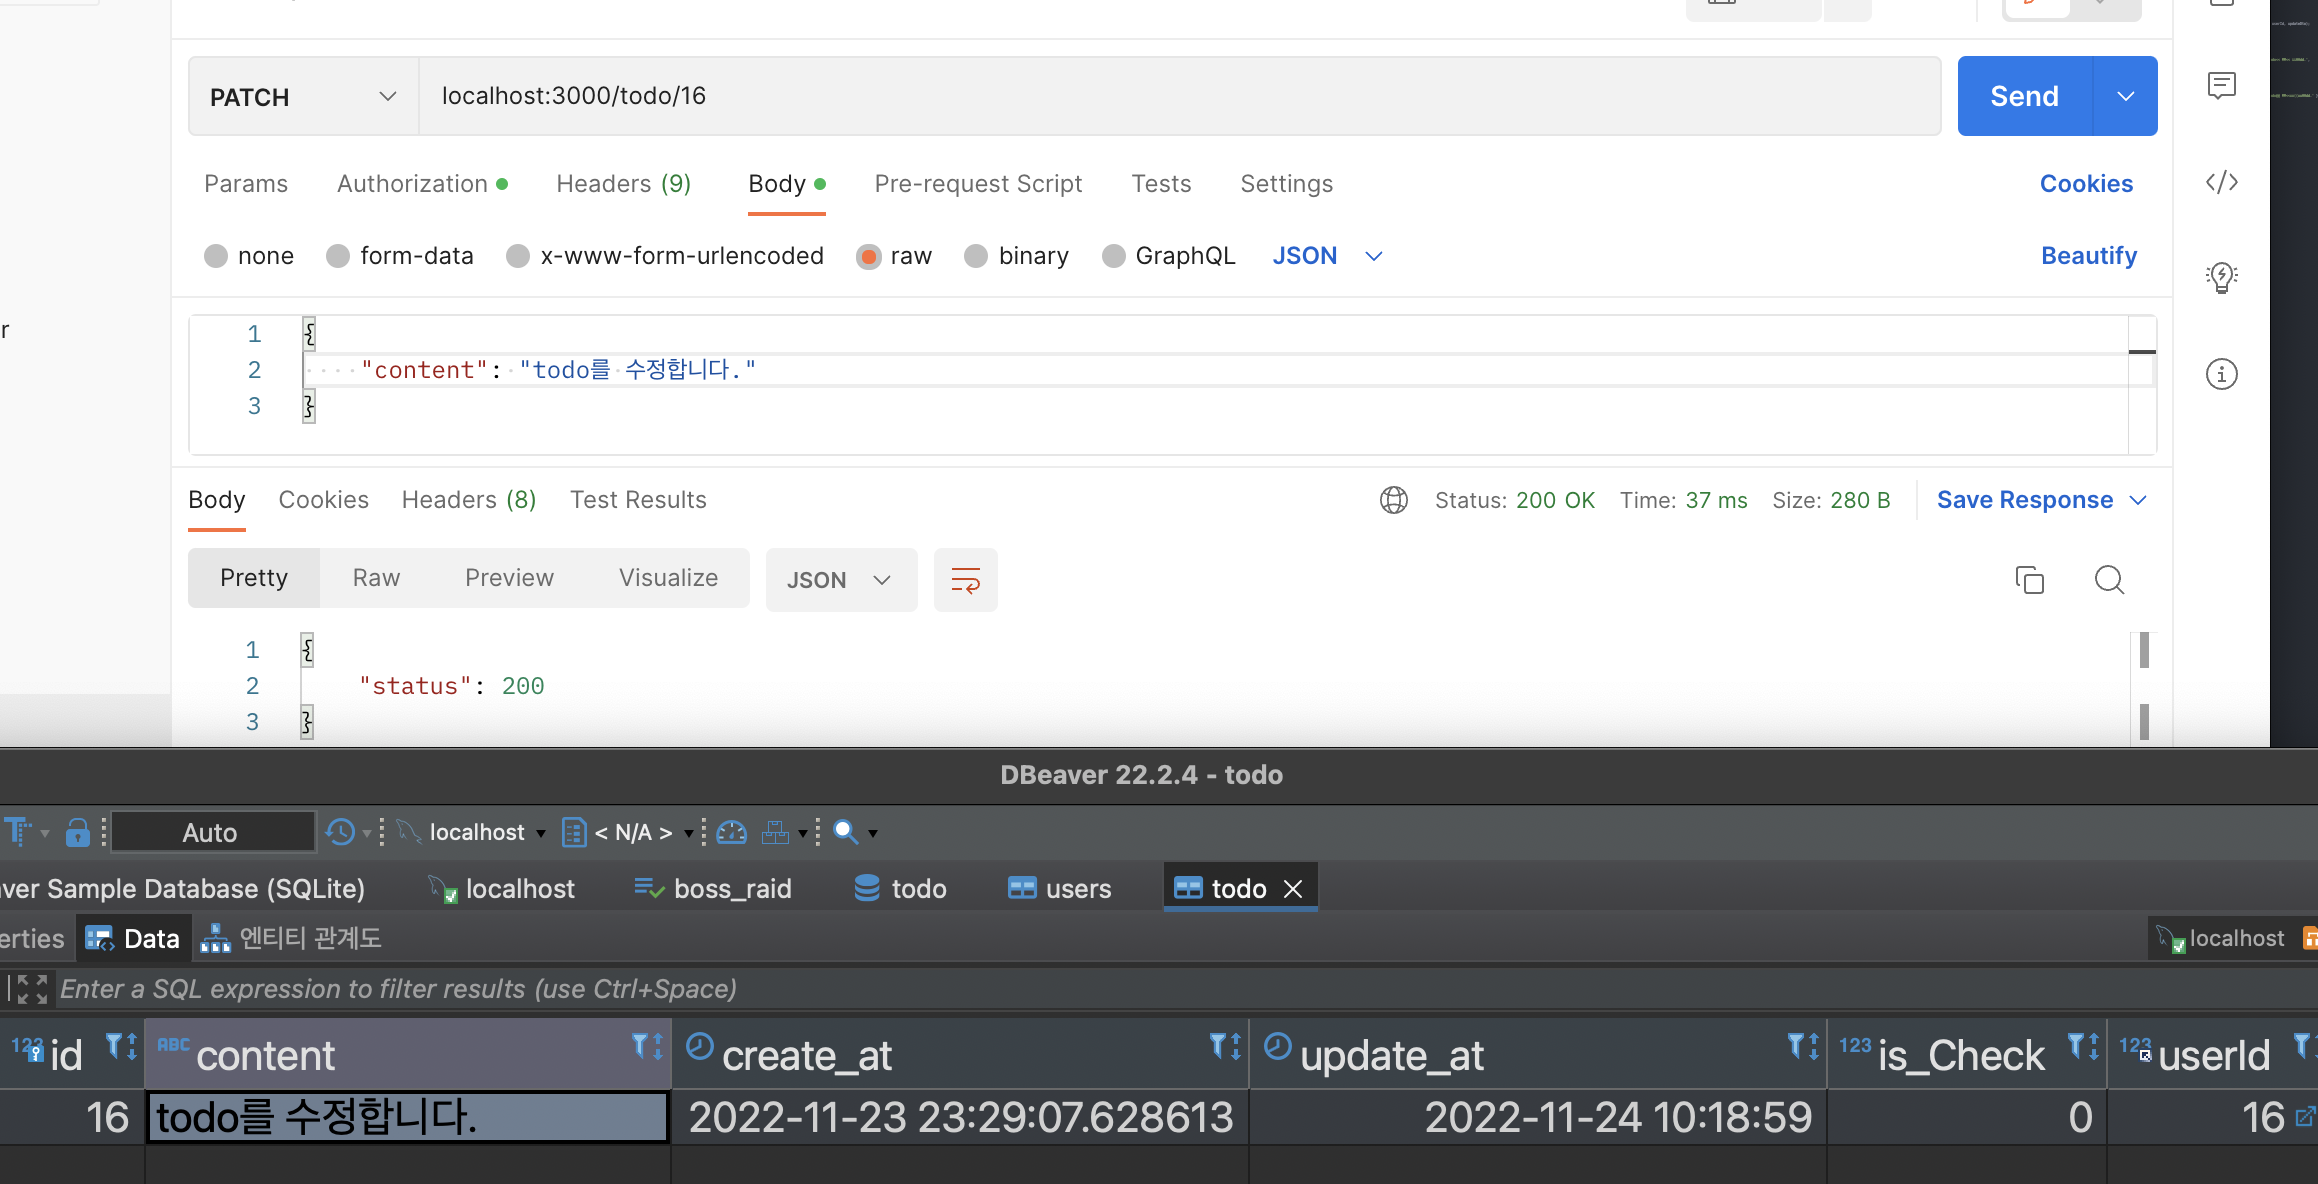 PATCH localhost:3000/todo/16 Send
Params Authorization Headers (9) Body Pre-request Script Tests Settings Cookies
none form-data x-www-form-urlencoded raw binary GraphQL JSON Beautify
r
1 {
2 "content": "todo를 수정합니다."
3 }
Body Cookies Headers (8) Test Results Status: 200 OK Time: 37 ms Size: 280 B Save Response
Pretty Raw Preview Visualize JSON
1 {
2 "status": 200
3 }
DBeaver 22.2.4 - todo
Auto localhost < N/A >
ver Sample Database (SQLite) localhost boss_raid todo users todo
erties Data 엔티티 관계도 localhost
Enter a SQL expression to filter results (use Ctrl+Space)
123 id ABC content create_at update_at 123 is_Check 123 userId
16 todo를 수정합니다. 2022-11-23 23:29:07.628613 2022-11-24 10:18:59 0 16